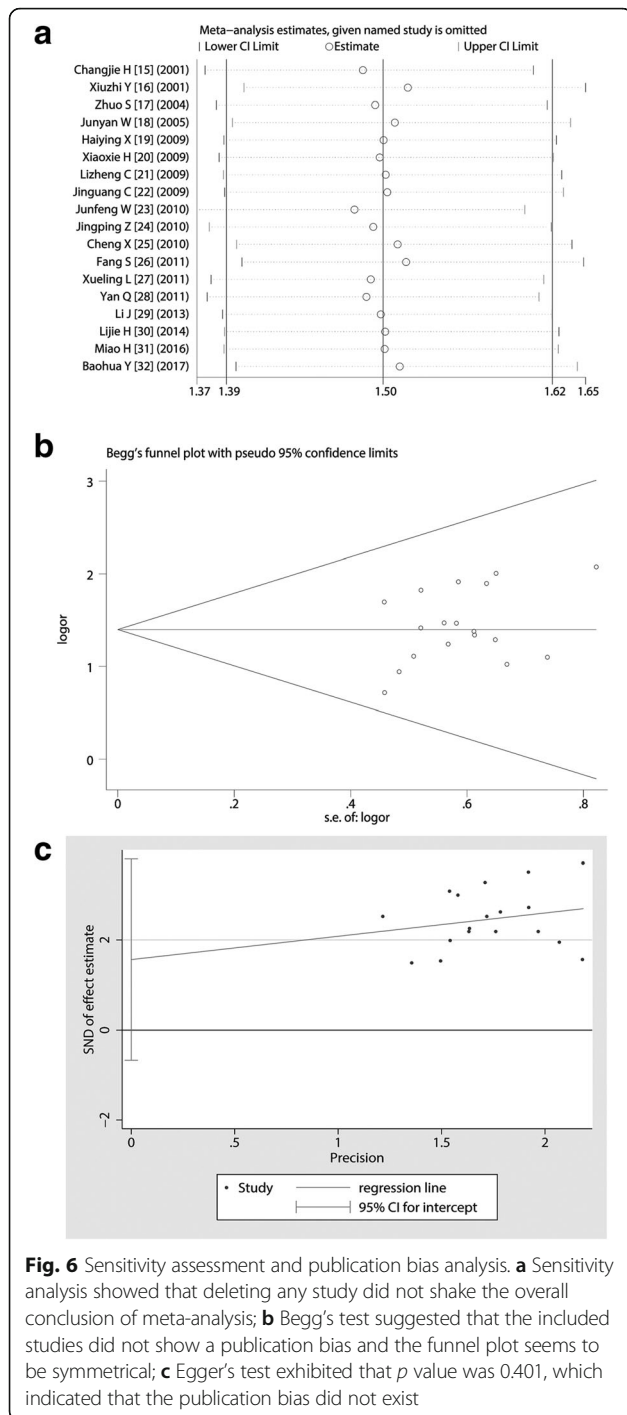 a
Meta-analysis estimates, given named study is omitted
Lower CI Limit Estimate Upper CI Limit
Changjie H [15] (2001)
Xiuzhi Y [16] (2001)
Zhuo S [17] (2004)
Junyan W [18] (2005)
Haiying X [19] (2009)
Xiaoxie H [20] (2009)
Lizheng C [21] (2009)
Jinguang C [22] (2009)
Junfeng W [23] (2010)
Jingping Z [24] (2010)
Cheng X [25] (2010)
Fang S [26] (2011)
Xueling L [27] (2011)
Yan Q [28] (2011)
Li J [29] (2013)
Lijie H [30] (2014)
Miao H [31] (2016)
Baohua Y [32] (2017)
1.37 1.39 1.50 1.62 1.65
b
Begg's funnel plot with pseudo 95% confidence limits
logor
3
2
1
0
0 .2 .4 .6 .8
s.e. of: logor
c
SND of effect estimate
2
0
-2
0 .5 1 1.5 2
Precision
Study regression line
95% CI for intercept
Fig. 6 Sensitivity assessment and publication bias analysis. a Sensitivity
analysis showed that deleting any study did not shake the overall
conclusion of meta-analysis; b Begg's test suggested that the included
studies did not show a publication bias and the funnel plot seems to
be symmetrical; c Egger's test exhibited that p value was 0.401, which
indicated that the publication bias did not exist